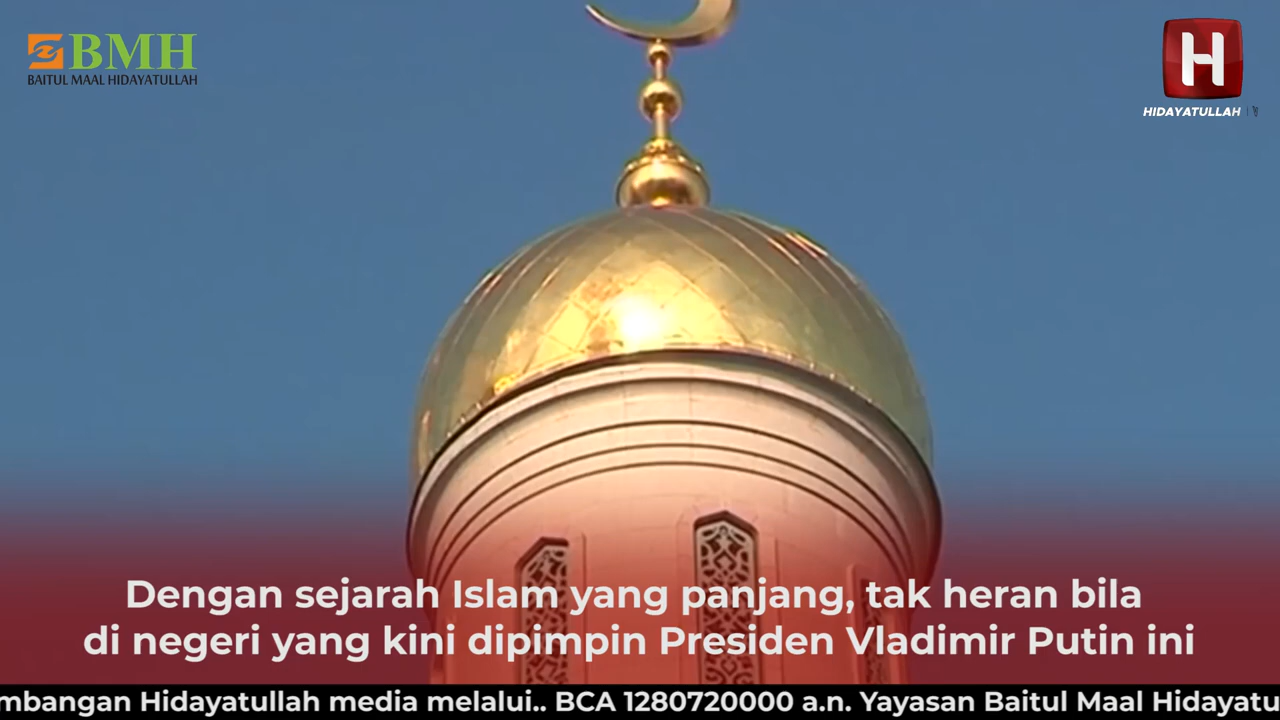 BMH
BAITUL MAAL HIDAYATULLAH
H
HIDAYATULLAH
Dengan sejarah Islam yang panjang, tak heran bila
di negeri yang kini dipimpin Presiden Vladimir Putin ini
mbangan Hidayatullah media melalui.. BCA 1280720000 a.n. Yayasan Baitul Maal Hidayatu